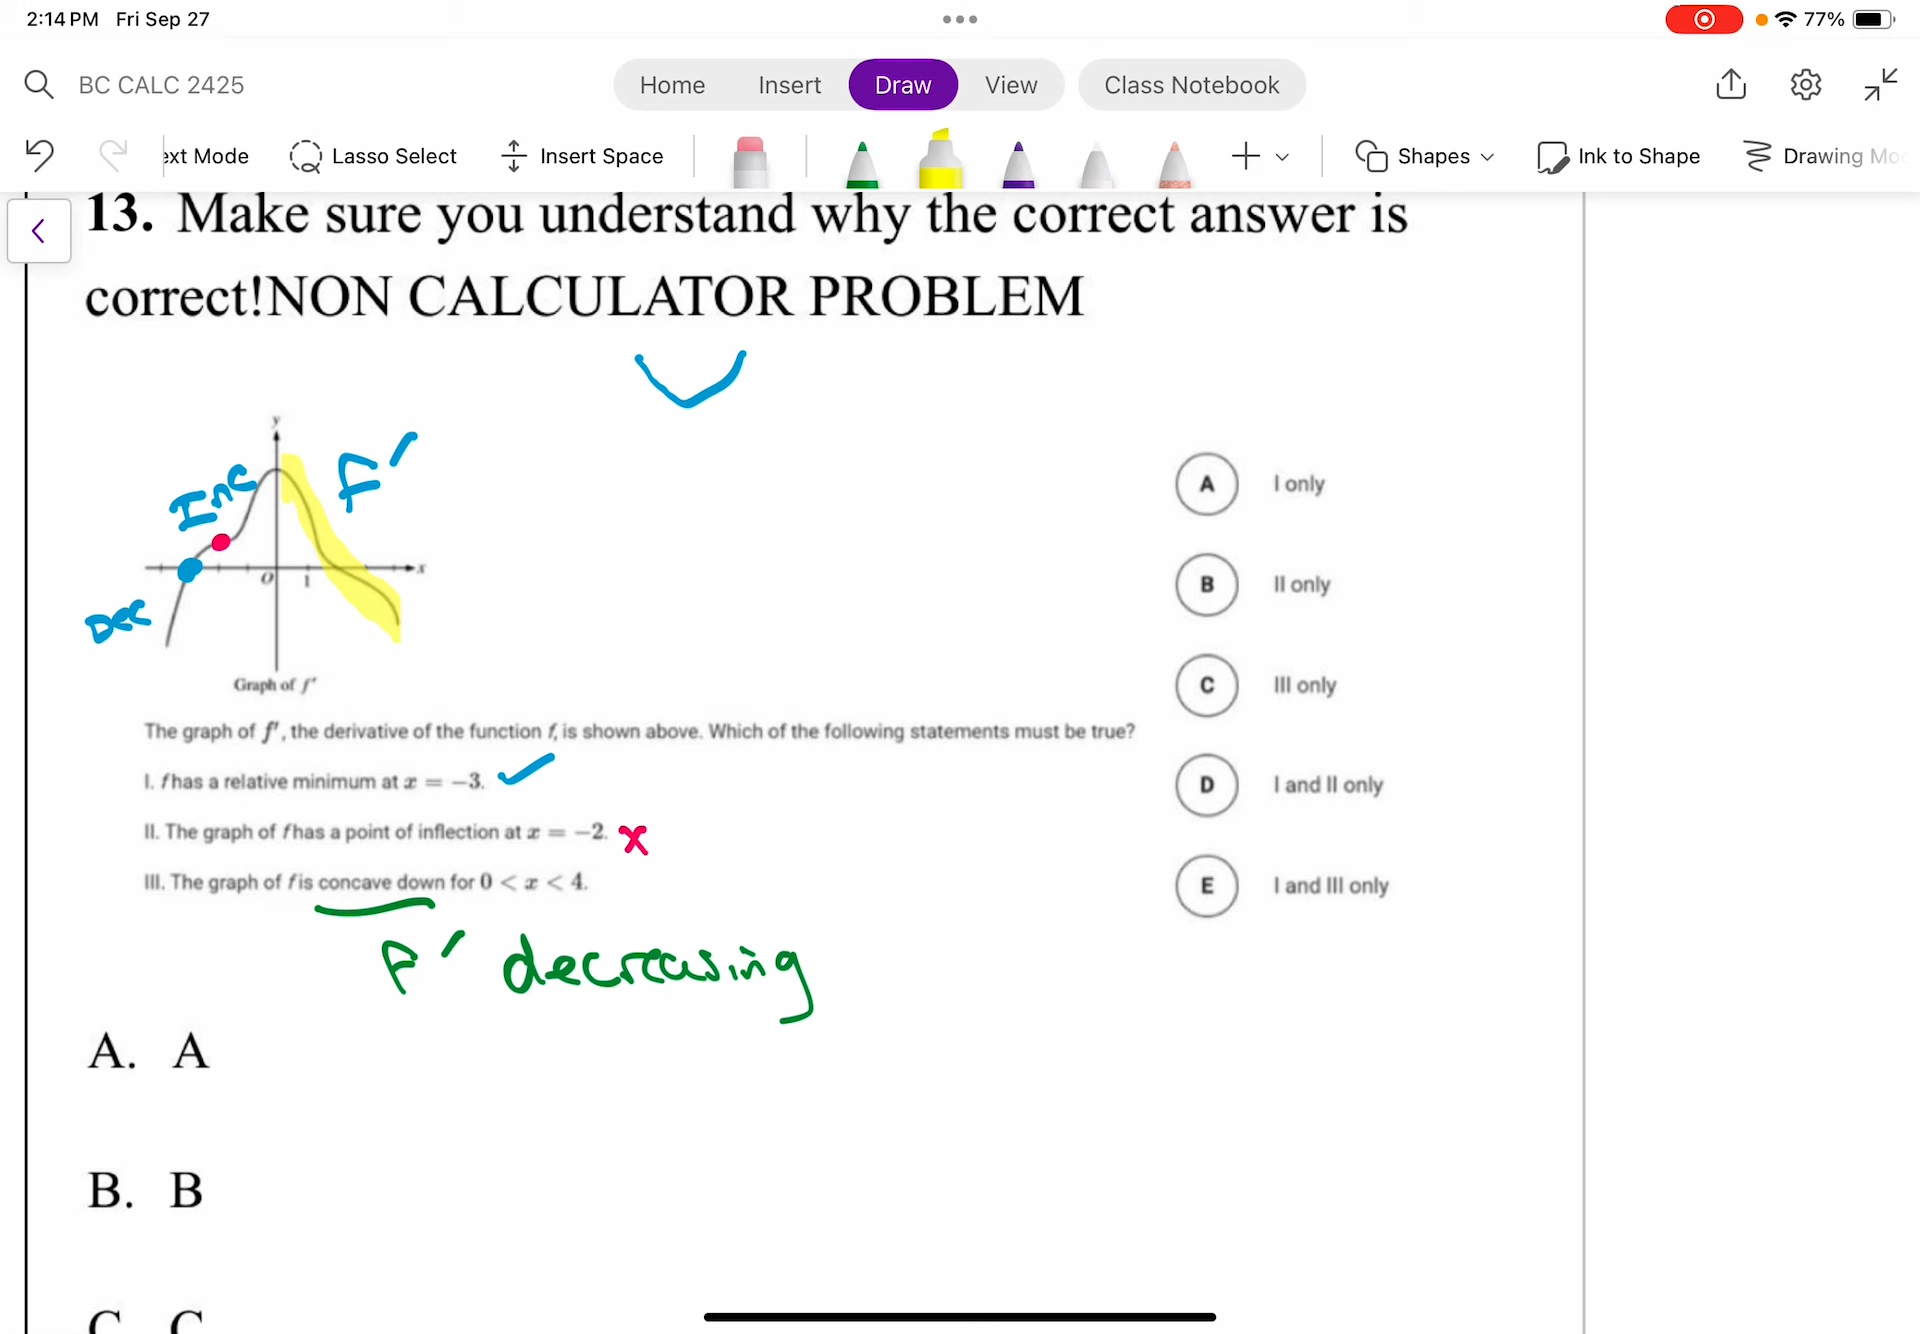 2:14 PM Fri Sep 27
77%
BC CALC 2425
Home Insert Draw View Class Notebook
ext Mode Lasso Select Insert Space Shapes Ink to Shape Drawing Mo
13. Make sure you understand why the correct answer is
correct!NON CALCULATOR PROBLEM
y
F'
Inc
O
1
x
Dec
Graph of f'
The graph of f', the derivative of the function f, is shown above. Which of the following statements must be true?
I. f has a relative minimum at x = −3.
II. The graph of f has a point of inflection at x = −2. X
III. The graph of f is concave down for 0 < x < 4.
F' decreasing
A I only
B II only
C III only
D I and II only
E I and III only
A. A
B. B
C C